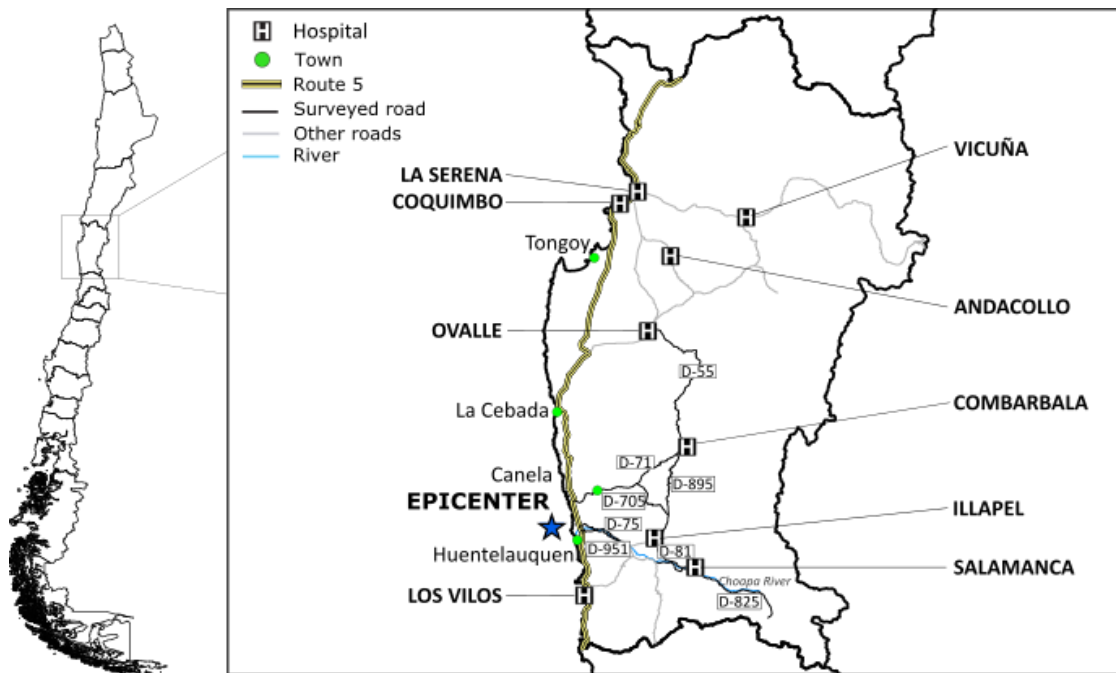 Hospital
Town
Route 5
Surveyed road
Other roads
River
VICUÑA
LA SERENA
COQUIMBO
Tongoy
ANDACOLLO
OVALLE
D-55
La Cebada
COMBARBALA
D-71
Canela
D-895
EPICENTER
D-705
ILLAPEL
D-75
Huentelauquen
D-951
D-81
SALAMANCA
Choapa River
LOS VILOS
D-825